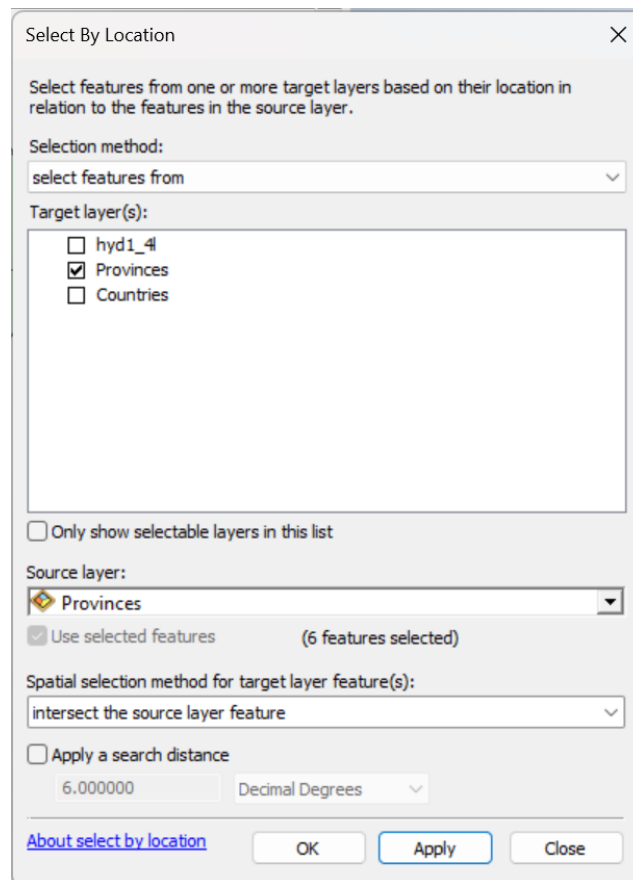 Select By Location
Select features from one or more target layers based on their location in
relation to the features in the source layer.
Selection method:
select features from
Target layer(s):
hyd1_4l
Provinces
Countries
Only show selectable layers in this list
Source layer:
Provinces
Use selected features (6 features selected)
Spatial selection method for target layer feature(s):
intersect the source layer feature
Apply a search distance
6.000000 Decimal Degrees
About select by location OK Apply Close